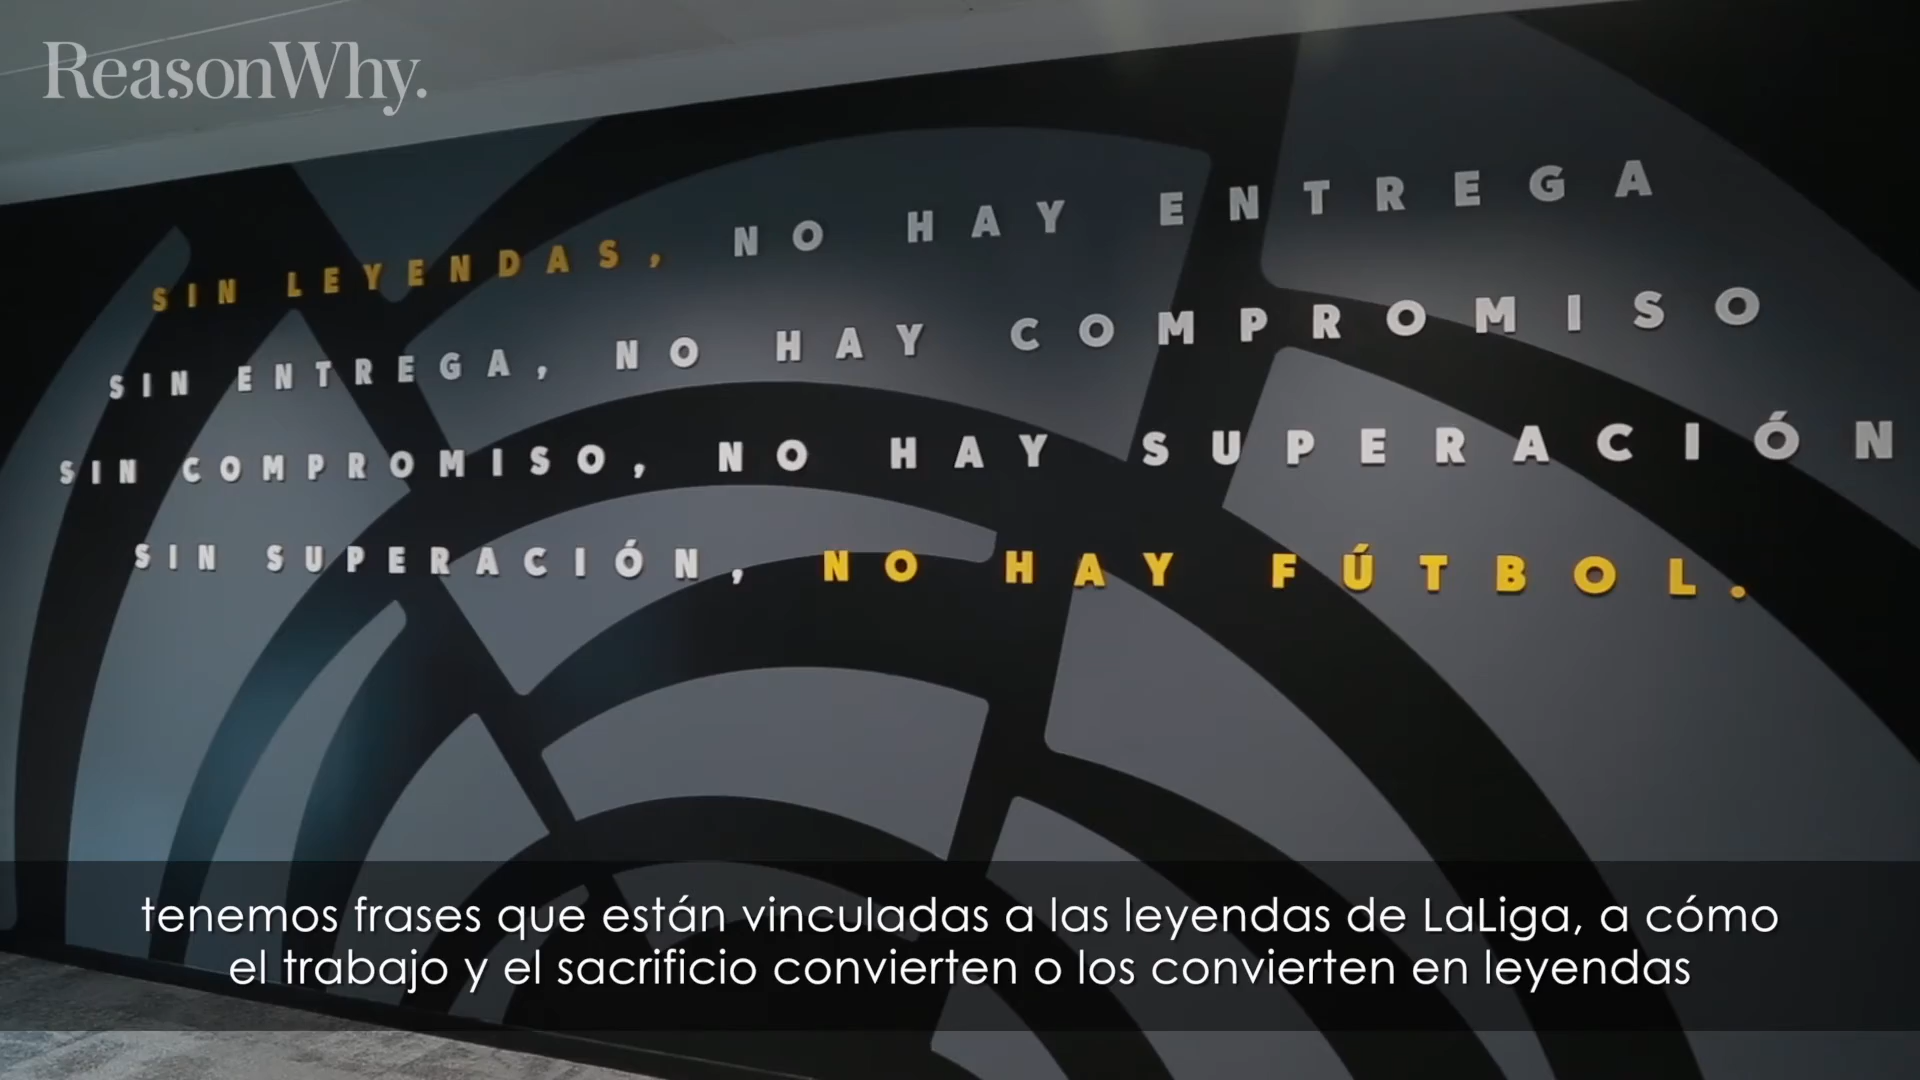 ReasonWhy.
SIN LEYENDAS, NO HAY ENTREGA
SIN ENTREGA, NO HAY COMPROMISO
SIN COMPROMISO, NO HAY SUPERACIÓN
SIN SUPERACIÓN, NO HAY FÚTBOL.
tenemos frases que están vinculadas a las leyendas de LaLiga, a cómo
el trabajo y el sacrificio convierten o los convierten en leyendas